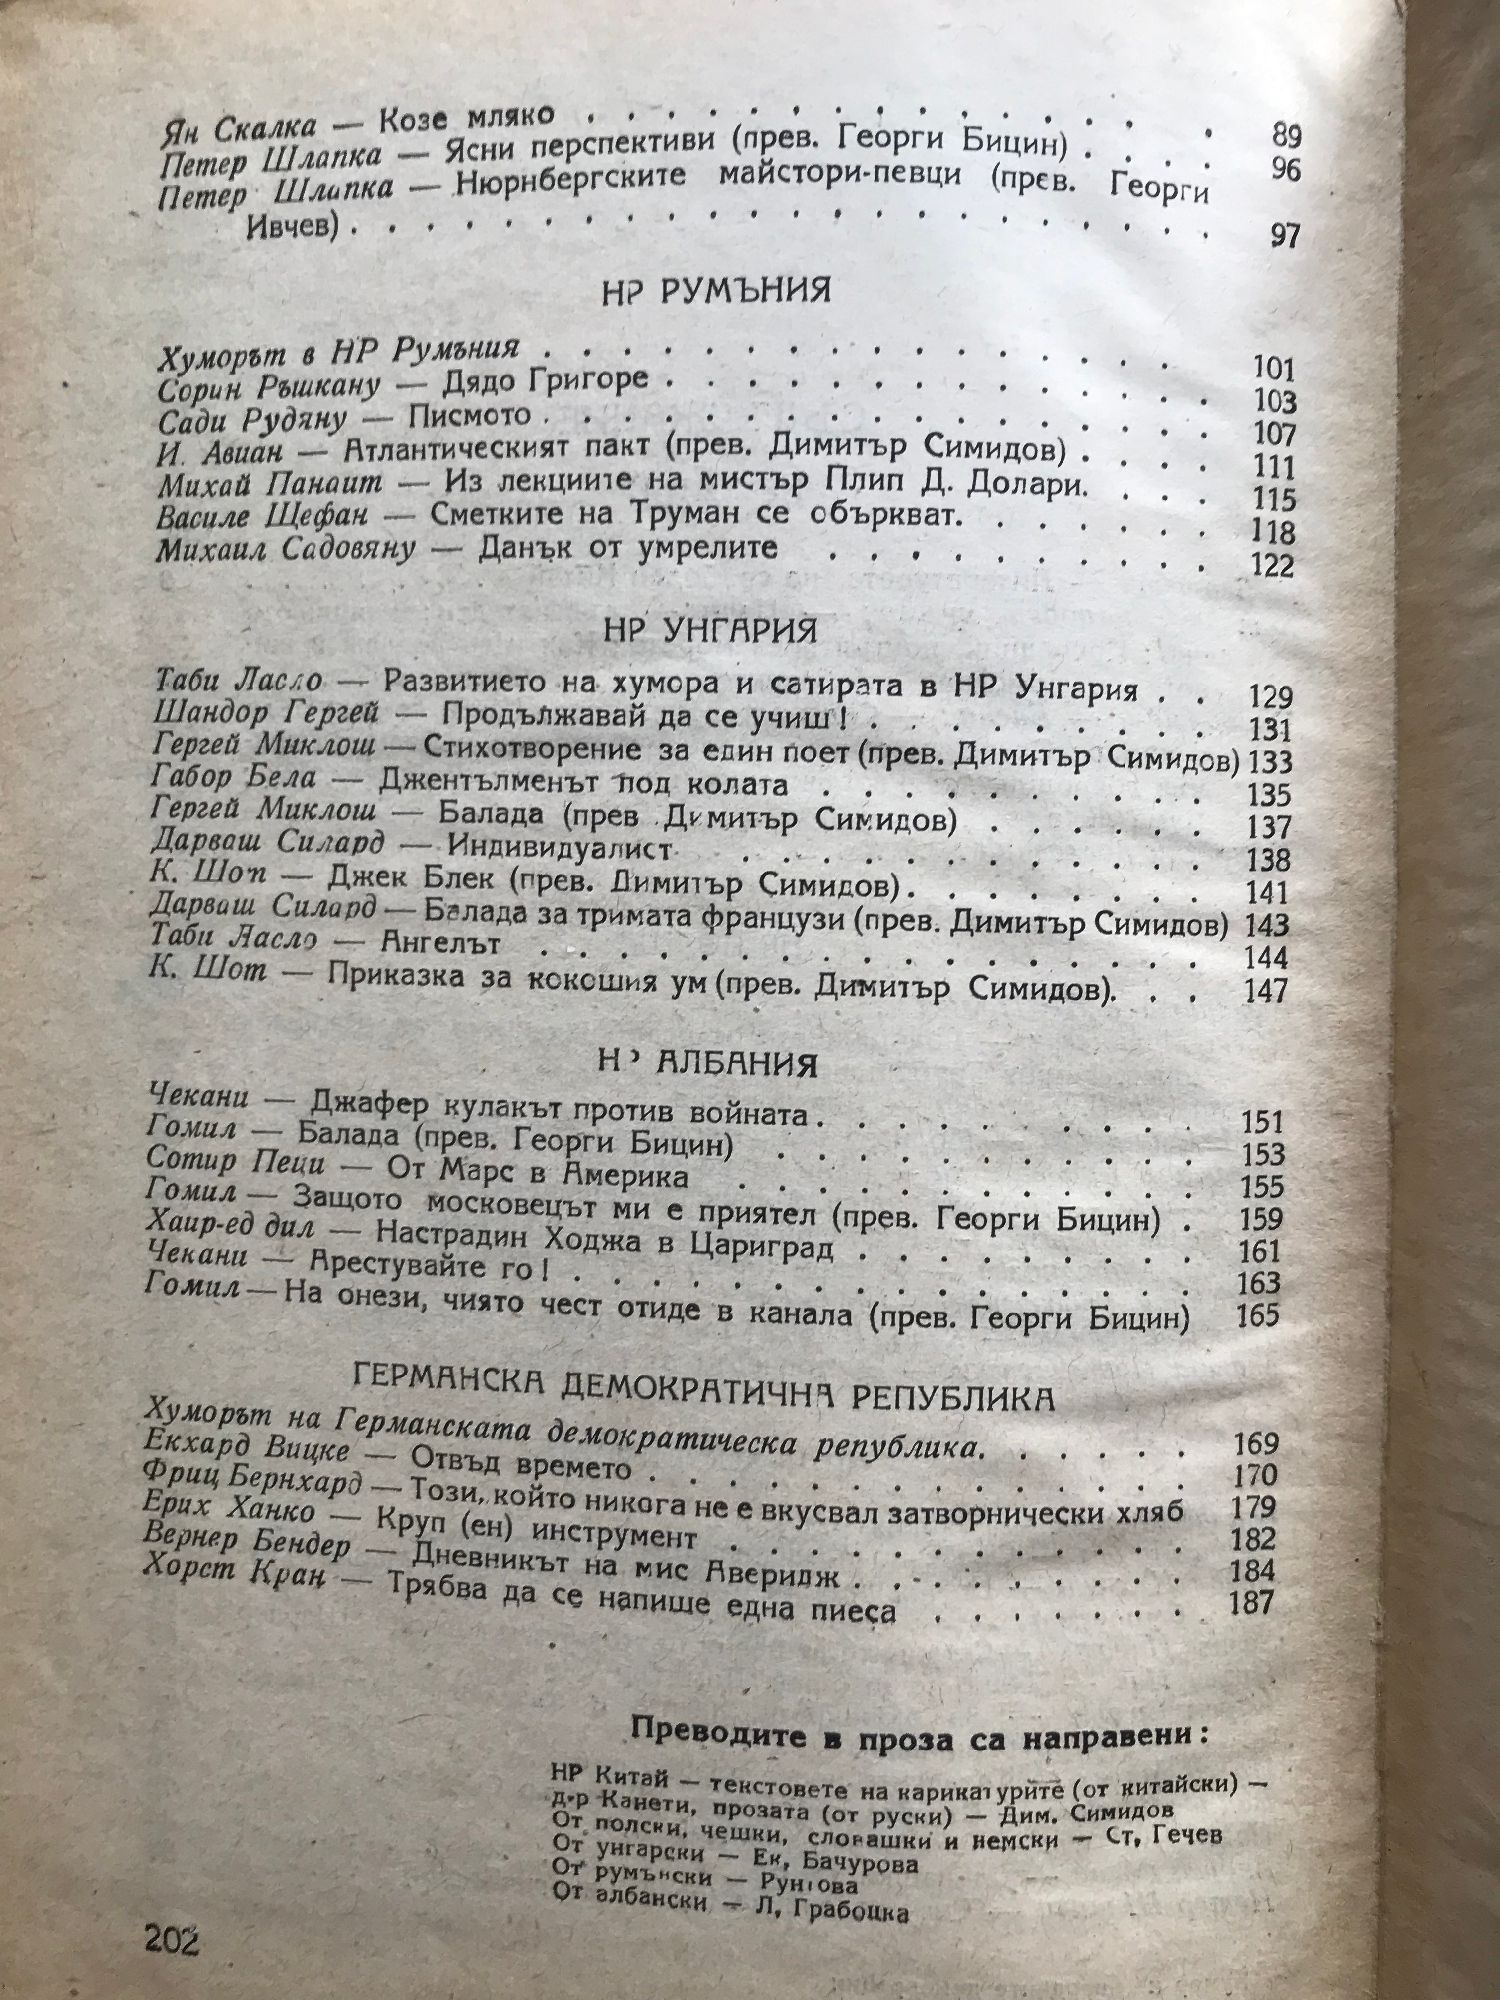 Ян Скалка — Козе мляко . . . . . . . . . . . . . . 89
Петер Шлапка — Ясни перспективи (прев. Георги Бицин) . . . . 96
Петер Шлапка — Нюрнбергските майстори-певци (прев. Георги
Ивчев) . . . . . . . . . . . . . . . . . . . . . . 97
НР РУМЪНИЯ
Хуморът в НР Румъния . . . . . . . . . . . . . . . . 101
Сорин Ръшкану — Дядо Григоре . . . . . . . . . . . . . . 103
Сади Рудяну — Писмото . . . . . . . . . . . . . . . . . 107
И. Авиан — Атлантическият пакт (прев. Димитър Симидов) . . . . 111
Михай Панаит — Из лекциите на мистър Плип Д. Долари. . . . 115
Василе Щефан — Сметките на Труман се объркват. . . . . . . 118
Михаил Садовяну — Данък от умрелите . . . . . . . . . . 122
НР УНГАРИЯ
Таби Ласло — Развитието на хумора и сатирата в НР Унгария . . 129
Шандор Гергей — Продължавай да се учиш! . . . . . . . . . 131
Гергей Миклош — Стихотворение за един поет (прев. Димитър Симидов) 133
Габор Бела — Джентълменът под колата . . . . . . . . . . 135
Гергей Миклош — Балада (прев. Димитър Симидов) . . . . . . 137
Дарваш Силард — Индивидуалист . . . . . . . . . . . . 138
К. Шоп — Джек Блек (прев. Димитър Симидов) . . . . . . . . 141
Дарваш Силард — Балада за тримата французи (прев. Димитър Симидов) 143
Таби Ласло — Ангелът . . . . . . . . . . . . . . . . . 144
К. Шот — Приказка за кокошия ум (прев. Димитър Симидов). . . 147
НР АЛБАНИЯ
Чекани — Джафер кулакът против войната . . . . . . . . . 151
Гомил — Балада (прев. Георги Бицин) . . . . . . . . . . . 153
Сотир Пеци — От Марс в Америка . . . . . . . . . . . . 155
Гомил — Защото московецът ми е приятел (прев. Георги Бицин) . 159
Хаир-ед дил — Настрадин Ходжа в Цариград . . . . . . . . . 161
Чекани — Арестувайте го! . . . . . . . . . . . . . . . . 163
Гомил — На онези, чиято чест отиде в канала (прев. Георги Бицин) 165
ГЕРМАНСКА ДЕМОКРАТИЧНА РЕПУБЛИКА
Хуморът на Германската демократическа република. . . . . . 169
Екхард Вицке — Отвъд времето . . . . . . . . . . . . . . 170
Фриц Бернхард — Този, който никога не е вкусвал затворнически хляб 179
Ерих Ханко — Круп (ен) инструмент . . . . . . . . . . . . 182
Вернер Бендер — Дневникът на мис Аверидж . . . . . . . . . 184
Хорст Кран — Трябва да се напише една пиеса . . . . . . . 187
Преводите в проза са направени:
НР Китай — текстовете на карикатурите (от китайски) —
д-р Канети, прозата (от руски) — Дим. Симидов
От полски, чешки, словашки и немски — Ст, Гечев
От унгарски — Ек, Бачурова
От румънски — Рунтова
От албански — Л, Грабоцка
202